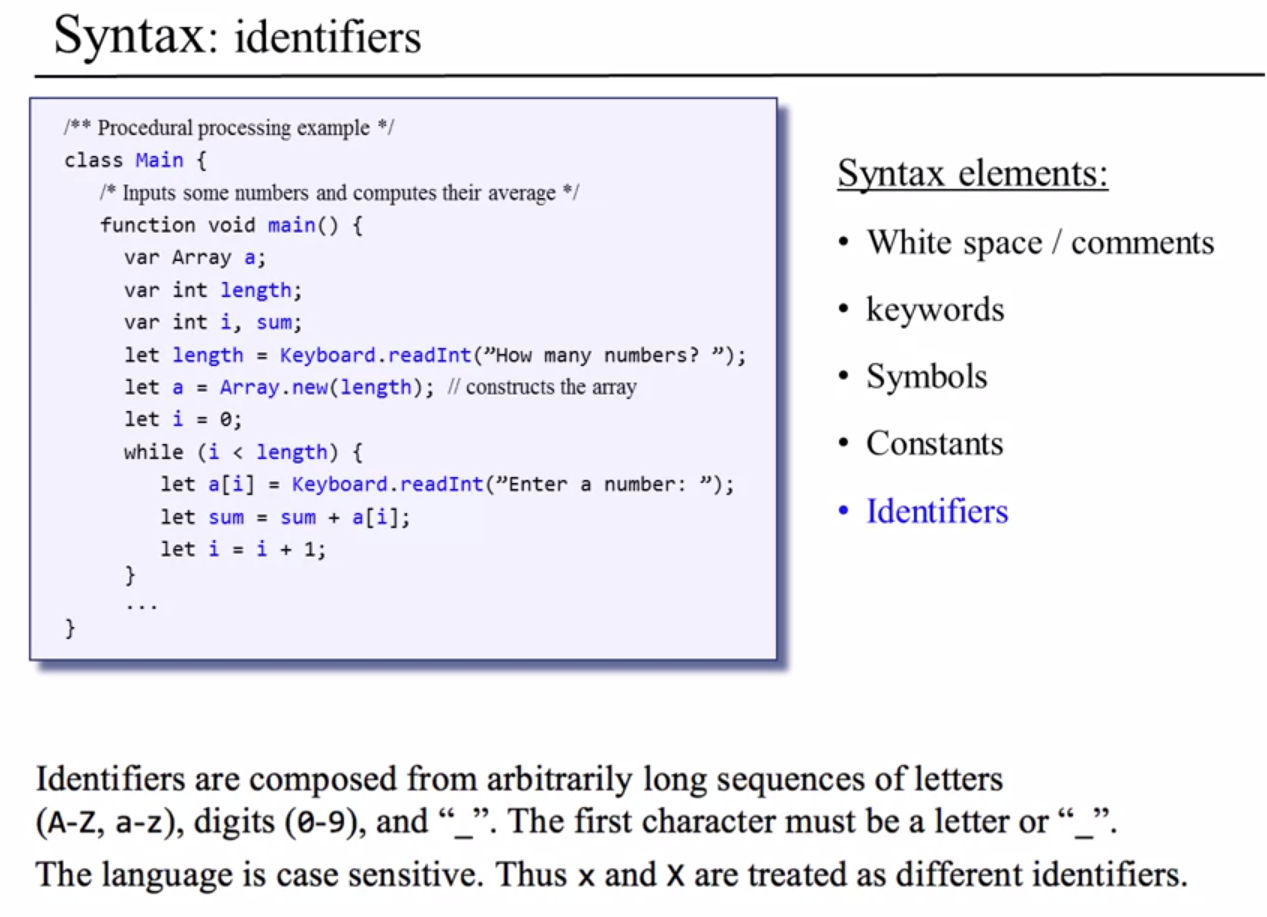 Syntax: identifiers
/** Procedural processing example */
class Main {
/* Inputs some numbers and computes their average */
function void main() {
var Array a;
var int length;
var int i, sum;
let length = Keyboard.readInt(”How many numbers? ”);
let a = Array.new(length); // constructs the array
let i = 0;
while (i < length) {
let a[i] = Keyboard.readInt(”Enter a number: ”);
let sum = sum + a[i];
let i = i + 1;
}
...
}
Syntax elements:
• White space / comments
• keywords
• Symbols
• Constants
• Identifiers
Identifiers are composed from arbitrarily long sequences of letters
(A-Z, a-z), digits (0-9), and “_”. The first character must be a letter or “_”.
The language is case sensitive. Thus x and X are treated as different identifiers.